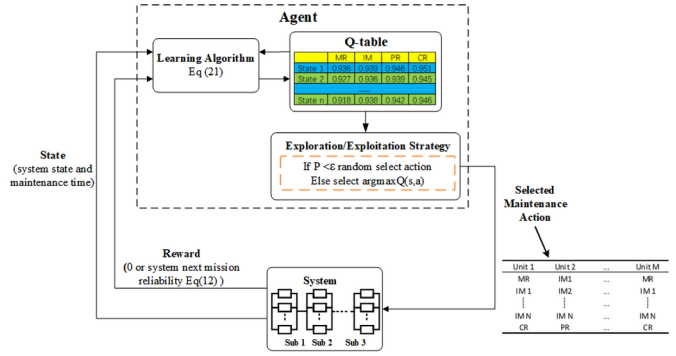 Agent
Learning Algorithm
Eq (21)
Q-table
MR IM PR CR
State 1 0.936 0.939 0.946 0.951
State 2 0.927 0.936 0.939 0.945
......
State n 0.918 0.938 0.942 0.946
Exploration/Exploitation Strategy
If P <ε random select action
Else select argmaxQ(s,a)
State
(system state and
maintenance time)
Selected
Maintenance
Action
Reward
(0 or system next mission
reliability Eq(12) )
System
Sub 1 Sub 2 Sub 3
Unit 1 Unit 2 ... Unit M
MR IM1 ... MR
IM 1 IM2 ... IM 1
IM N IM N ... IM N
CR PR ... CR